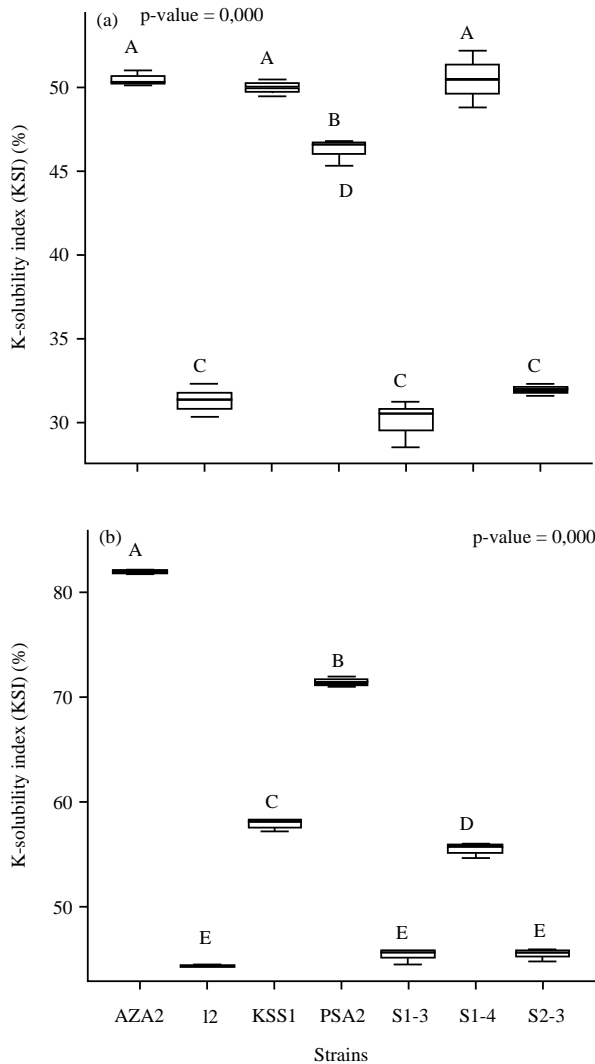 (a)
p-value = 0,000
K-solubility index (KSI) (%)
50
45
40
35
30
A
C
A
B
D
C
A
C
(b)
p-value = 0,000
K-solubility index (KSI) (%)
80
70
60
50
A
E
C
B
E
D
E
AZA2 I2 KSS1 PSA2 S1-3 S1-4 S2-3
Strains